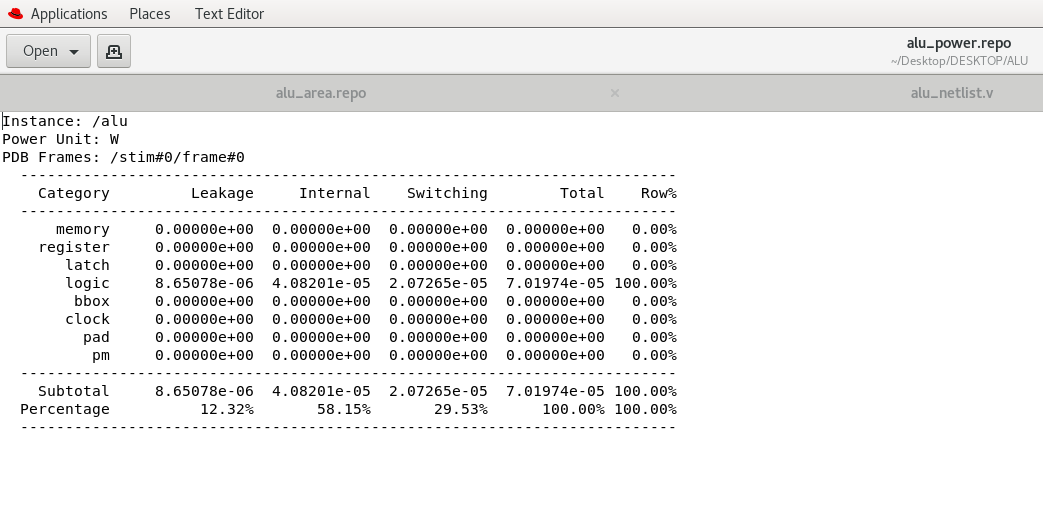 Applications Places Text Editor
Open
alu_power.repo
~/Desktop/DESKTOP/ALU
alu_area.repo × alu_netlist.v
Instance: /alu
Power Unit: W
PDB Frames: /stim#0/frame#0
-------------------------------------------------------------------------
Category Leakage Internal Switching Total Row%
-------------------------------------------------------------------------
memory 0.00000e+00 0.00000e+00 0.00000e+00 0.00000e+00 0.00%
register 0.00000e+00 0.00000e+00 0.00000e+00 0.00000e+00 0.00%
latch 0.00000e+00 0.00000e+00 0.00000e+00 0.00000e+00 0.00%
logic 8.65078e-06 4.08201e-05 2.07265e-05 7.01974e-05 100.00%
bbox 0.00000e+00 0.00000e+00 0.00000e+00 0.00000e+00 0.00%
clock 0.00000e+00 0.00000e+00 0.00000e+00 0.00000e+00 0.00%
pad 0.00000e+00 0.00000e+00 0.00000e+00 0.00000e+00 0.00%
pm 0.00000e+00 0.00000e+00 0.00000e+00 0.00000e+00 0.00%
-------------------------------------------------------------------------
Subtotal 8.65078e-06 4.08201e-05 2.07265e-05 7.01974e-05 100.00%
Percentage 12.32% 58.15% 29.53% 100.00% 100.00%
-------------------------------------------------------------------------